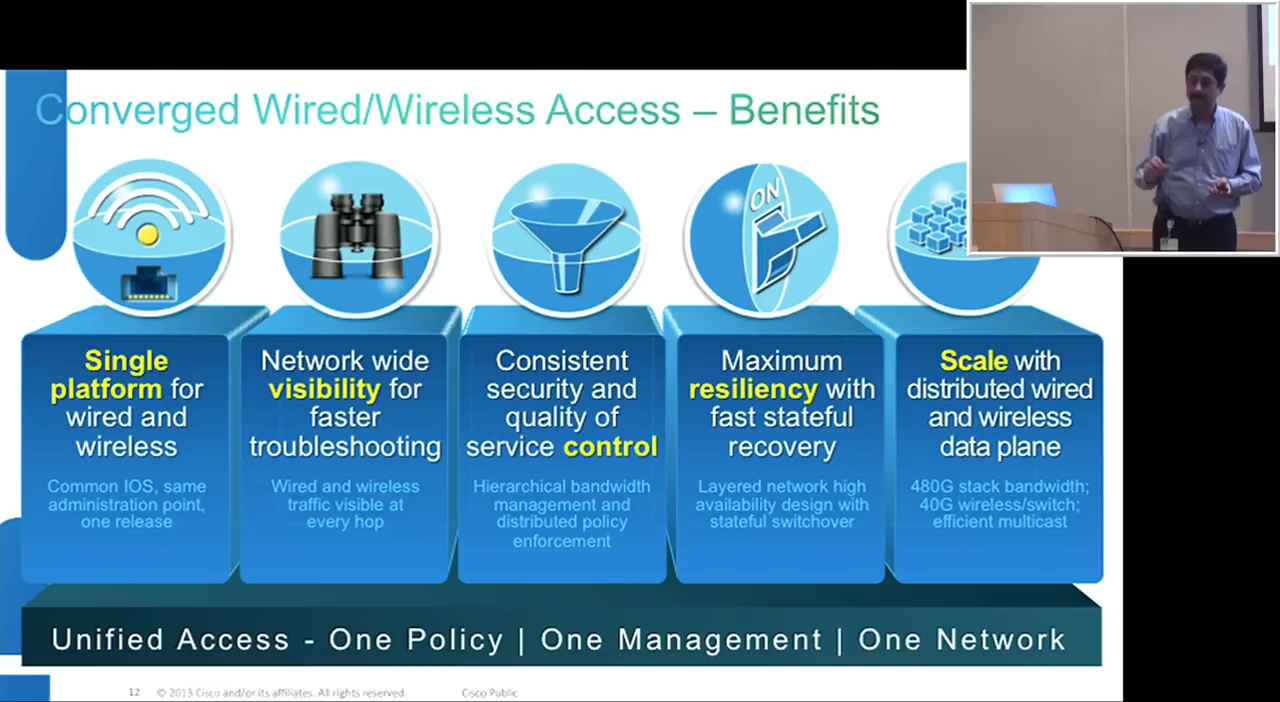 Converged Wired/Wireless Access – Benefits
ON
Single
platform for
wired and
wireless
Common IOS, same
administration point,
one release
Network wide
visibility for
faster
troubleshooting
Wired and wireless
traffic visible at
every hop
Consistent
security and
quality of
service control
Hierarchical bandwidth
management and
distributed policy
enforcement
Maximum
resiliency with
fast stateful
recovery
Layered network high
availability design with
stateful switchover
Scale with
distributed wired
and wireless
data plane
480G stack bandwidth;
40G wireless/switch;
efficient multicast
Unified Access - One Policy | One Management | One Network
12 © 2013 Cisco and/or its affiliates. All rights reserved. Cisco Public